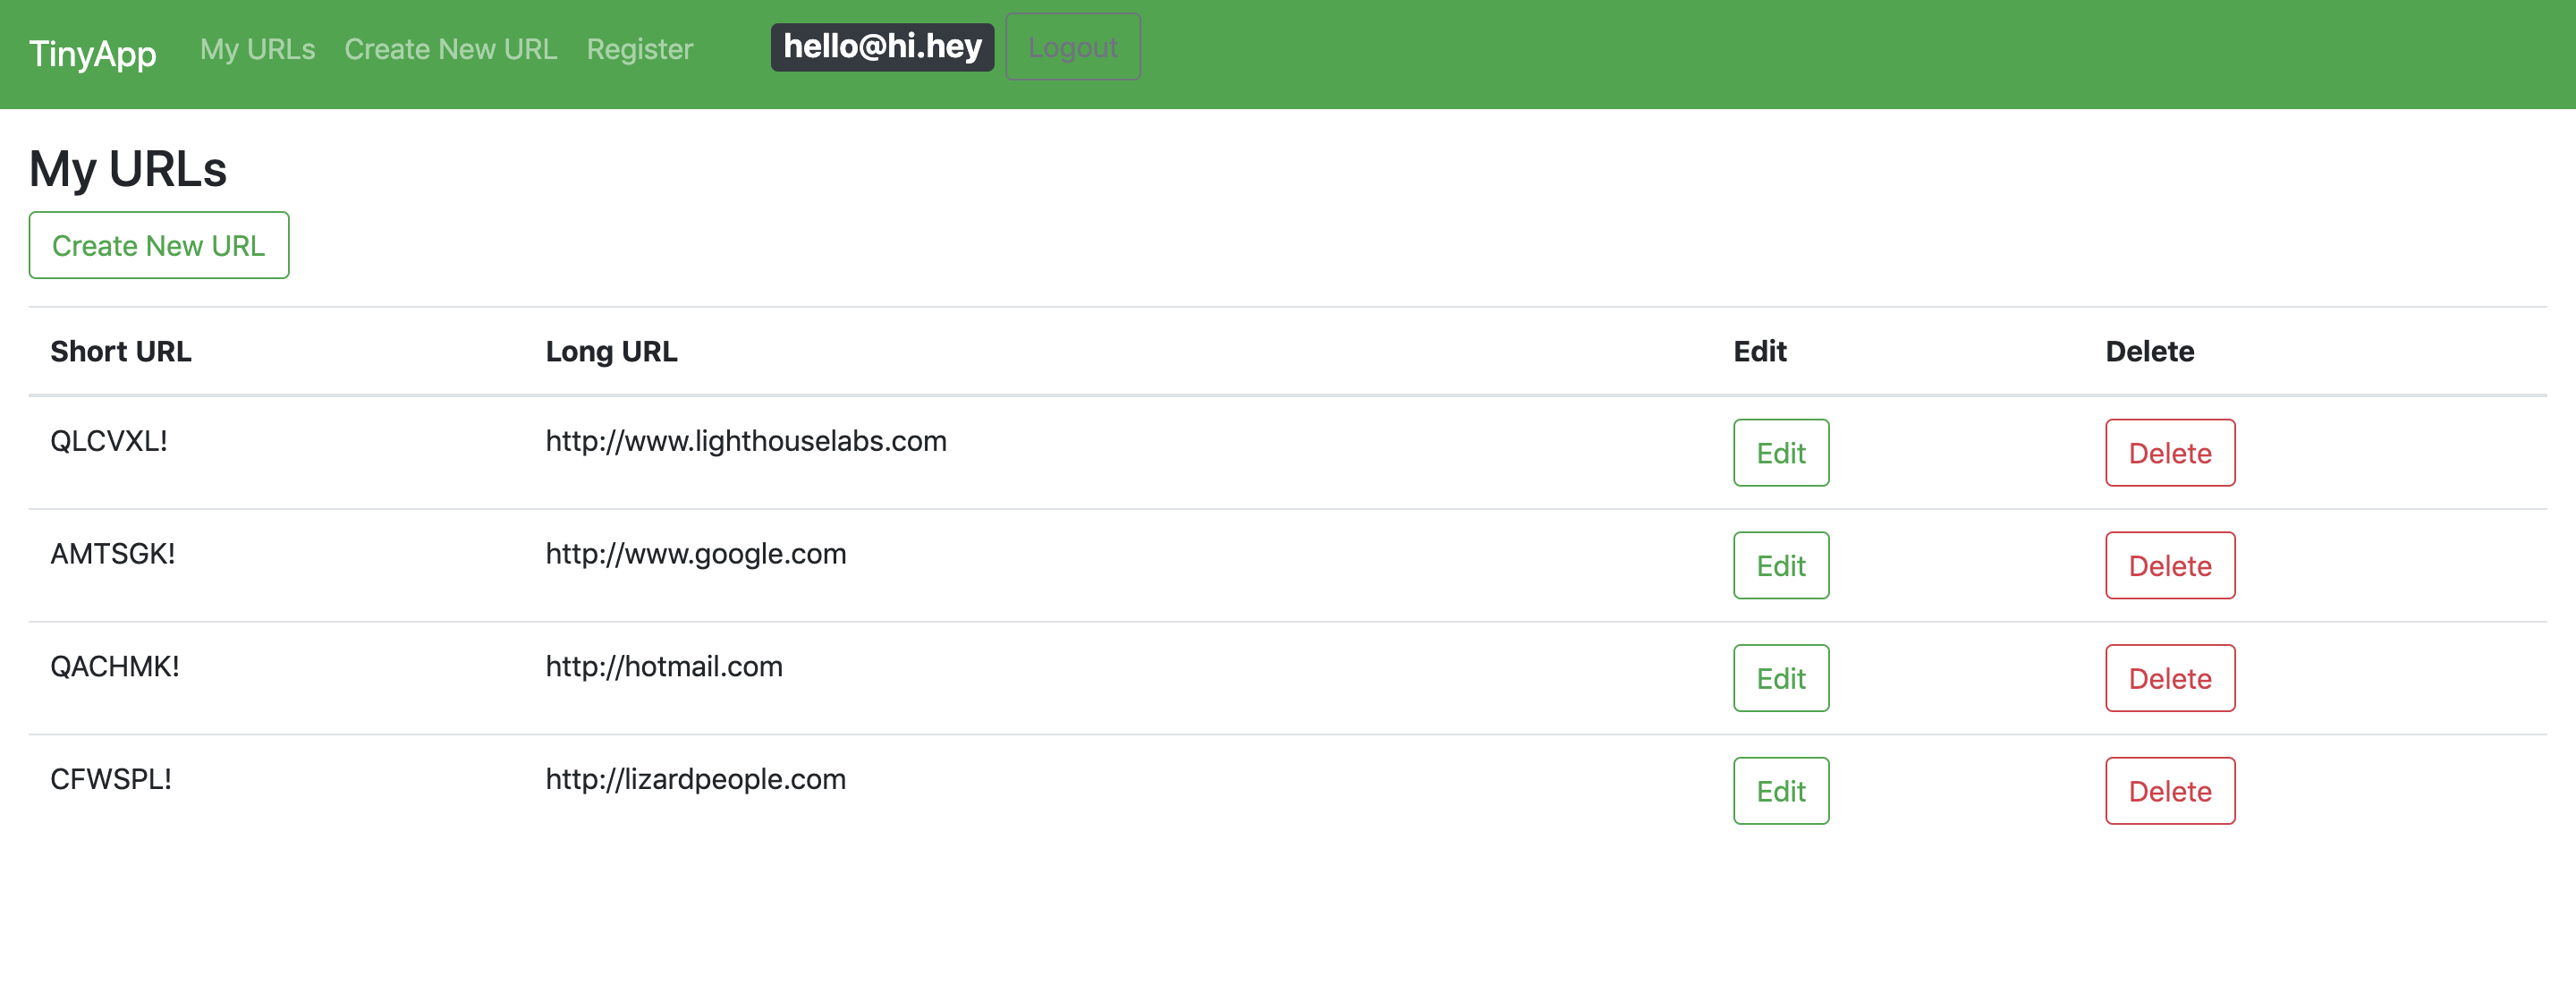 TinyApp My URLs Create New URL Register hello@hi.hey Logout
My URLs
Create New URL
Short URL Long URL Edit Delete
QLCVXL! http://www.lighthouselabs.com Edit Delete
AMTSGK! http://www.google.com Edit Delete
QACHMK! http://hotmail.com Edit Delete
CFWSPL! http://lizardpeople.com Edit Delete